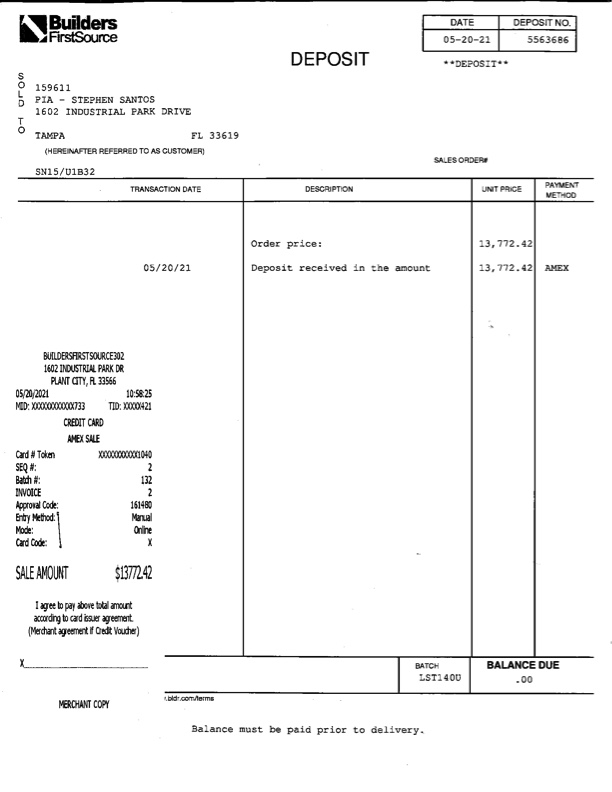 Builders
FirstSource
DATE DEPOSIT NO.
05-20-21 5563686
DEPOSIT
**DEPOSIT**
SOLD TO
159611
PIA - STEPHEN SANTOS
1602 INDUSTRIAL PARK DRIVE
TAMPA FL 33619
(HEREINAFTER REFERRED TO AS CUSTOMER)
SALES ORDER#
SN15/U1B32
TRANSACTION DATE DESCRIPTION UNIT PRICE PAYMENT METHOD
Order price: 13,772.42
05/20/21 Deposit received in the amount 13,772.42 AMEX
BUILDERSFIRSTSOURCE302
1602 INDUSTRIAL PARK DR
PLANT CITY, FL 33566
05/20/2021 10:58:25
MID: XXXXXXXXXXXX733 TID: XXXXX421
CREDIT CARD
AMEX SALE
Card # Token XXXXXXXXXXX1040
SEQ #: 2
Batch #: 132
INVOICE 2
Approval Code: 161480
Entry Method: Manual
Mode: Online
Card Code: X
SALE AMOUNT $13772.42
I agree to pay above total amount
according to card issuer agreement.
(Merchant agreement if Credit Voucher)
X
BATCH BALANCE DUE
LST140U .00
MERCHANT COPY
.bldr.com/terms
Balance must be paid prior to delivery.